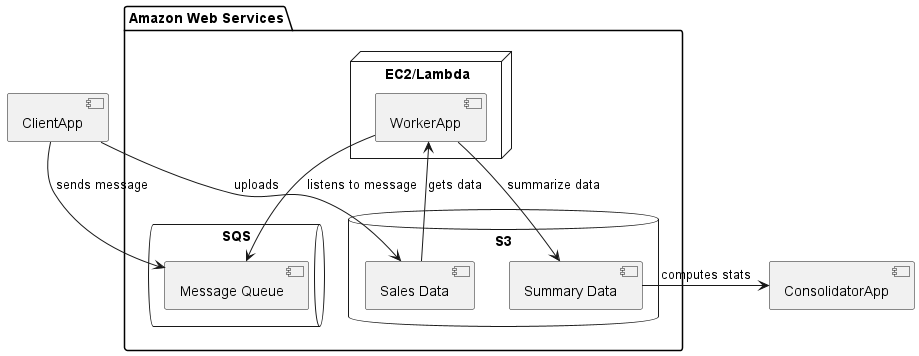 Amazon Web Services
EC2/Lambda
ClientApp
WorkerApp
sends message
uploads
listens to message
gets data
summarize data
SQS
S3
Message Queue
Sales Data
Summary Data
computes stats
ConsolidatorApp